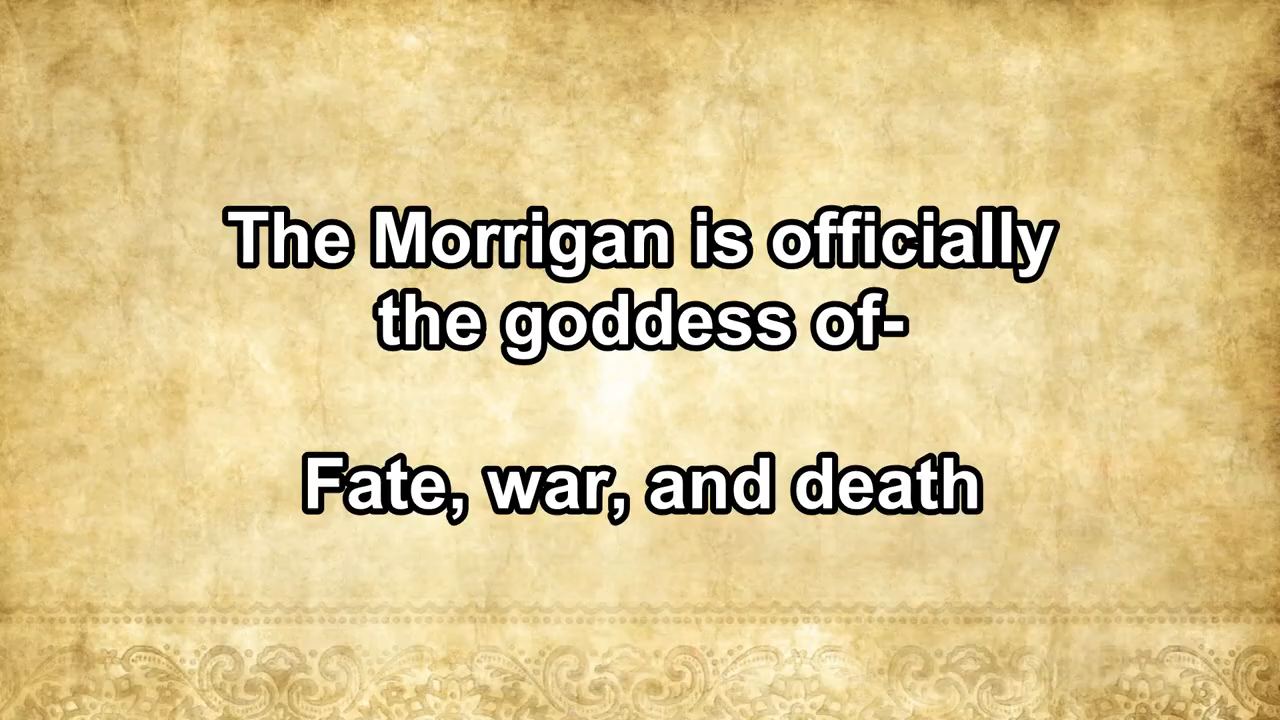 The Morrigan is officially
the goddess of-
Fate, war, and death